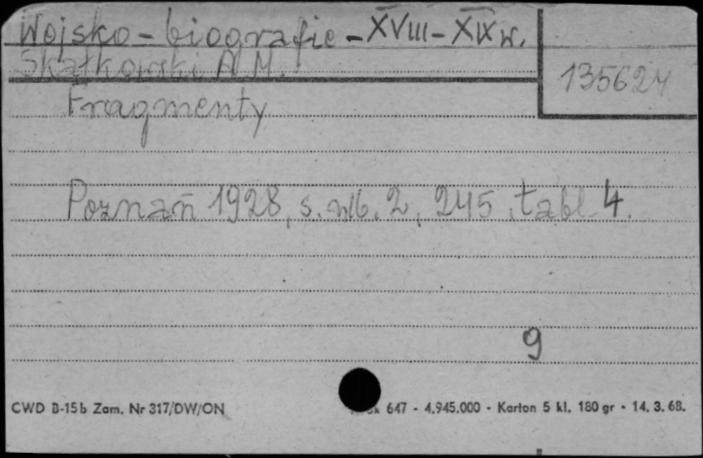 Wojsko - biografie - XVIII - XIX w.
Skałkowski A.M.
135624
Fragmenty
Poznań 1928, s. nlb. 2, 245, tabl. 4.
9
CWD B-15b Zam. Nr 317/DW/ON 647 - 4.945.000 - Karton 5 kl. 180 gr - 14. 3. 68.